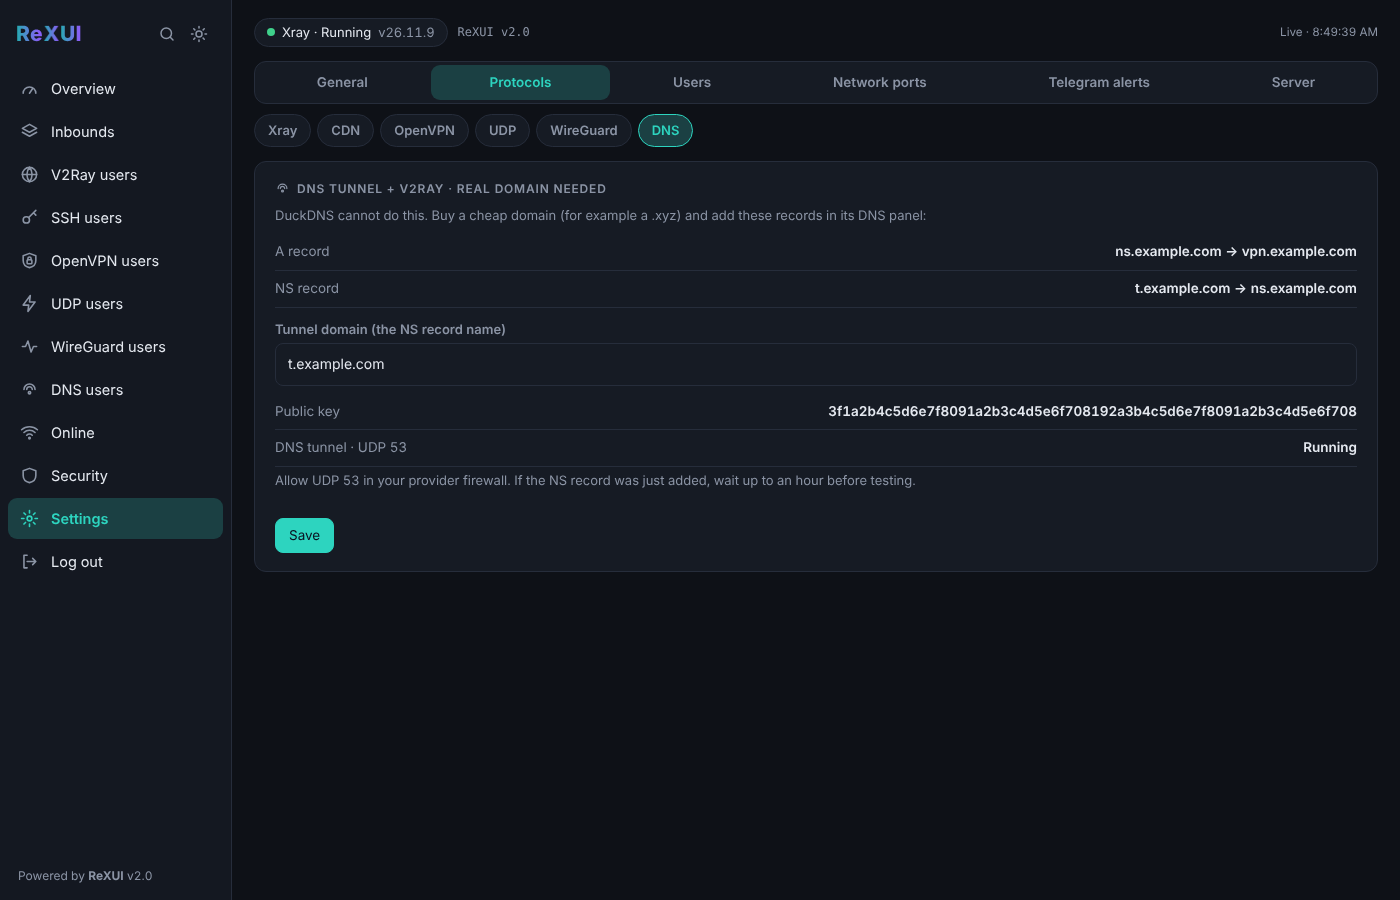 ReXUI
Xray · Running v26.11.9 ReXUI v2.0
Live · 8:49:39 AM
Overview
Inbounds
V2Ray users
SSH users
OpenVPN users
UDP users
WireGuard users
DNS users
Online
Security
Settings
Log out
Powered by ReXUI v2.0
General Protocols Users Network ports Telegram alerts Server
Xray CDN OpenVPN UDP WireGuard DNS
DNS TUNNEL + V2RAY · REAL DOMAIN NEEDED
DuckDNS cannot do this. Buy a cheap domain (for example a .xyz) and add these records in its DNS panel:
A record ns.example.com → vpn.example.com
NS record t.example.com → ns.example.com
Tunnel domain (the NS record name)
t.example.com
Public key 3f1a2b4c5d6e7f8091a2b3c4d5e6f708192a3b4c5d6e7f8091a2b3c4d5e6f708
DNS tunnel · UDP 53 Running
Allow UDP 53 in your provider firewall. If the NS record was just added, wait up to an hour before testing.
Save